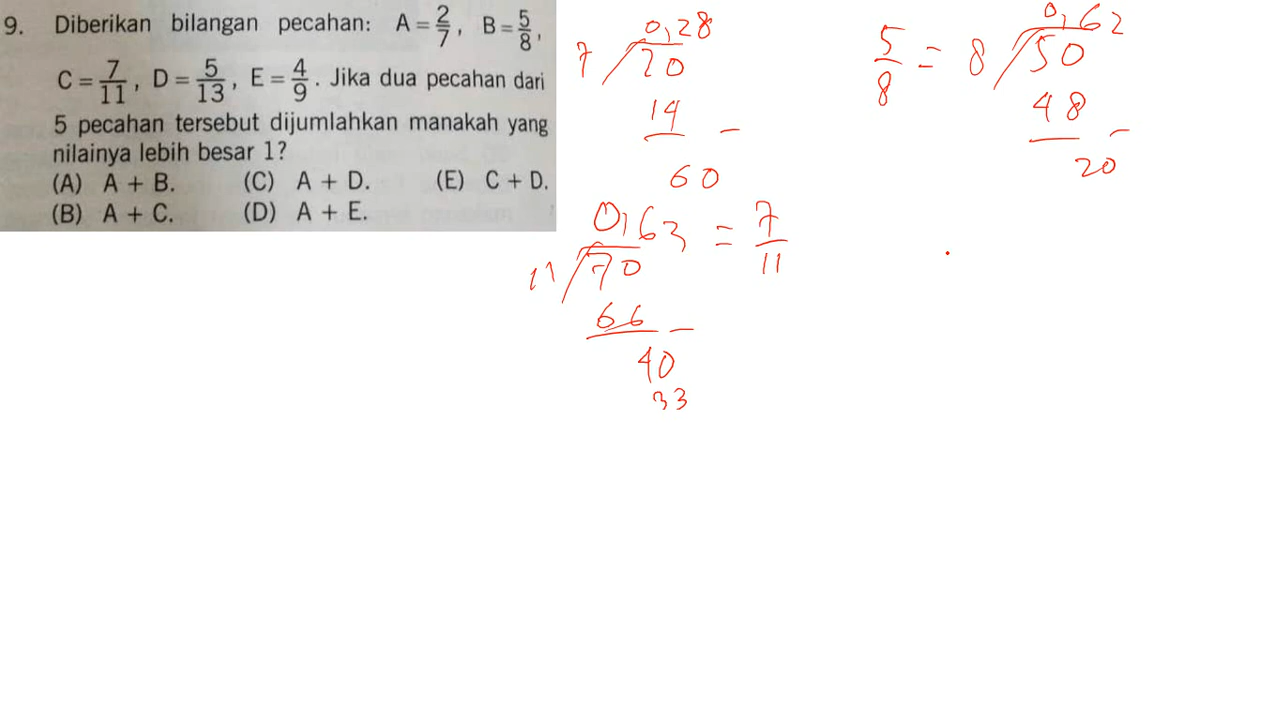 9. Diberikan bilangan pecahan: A = 2/7, B = 5/8,
C = 7/11, D = 5/13, E = 4/9. Jika dua pecahan dari
5 pecahan tersebut dijumlahkan manakah yang
nilainya lebih besar 1?
(A) A + B. (C) A + D. (E) C + D.
(B) A + C. (D) A + E.
0,28
7 20
14 -
60
0,63 = 7/11
11 70
66 -
40
33
0,62
5/8 = 8 50
48 -
20